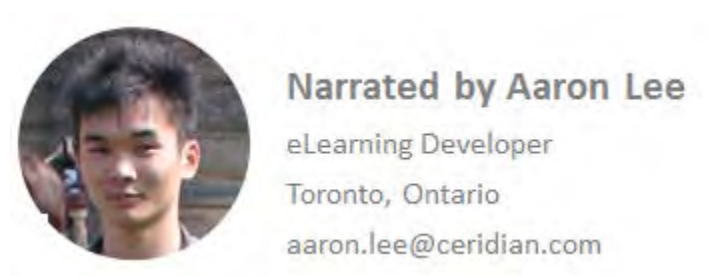 Narrated by Aaron Lee
eLearning Developer
Toronto, Ontario
aaron.lee@ceridian.com